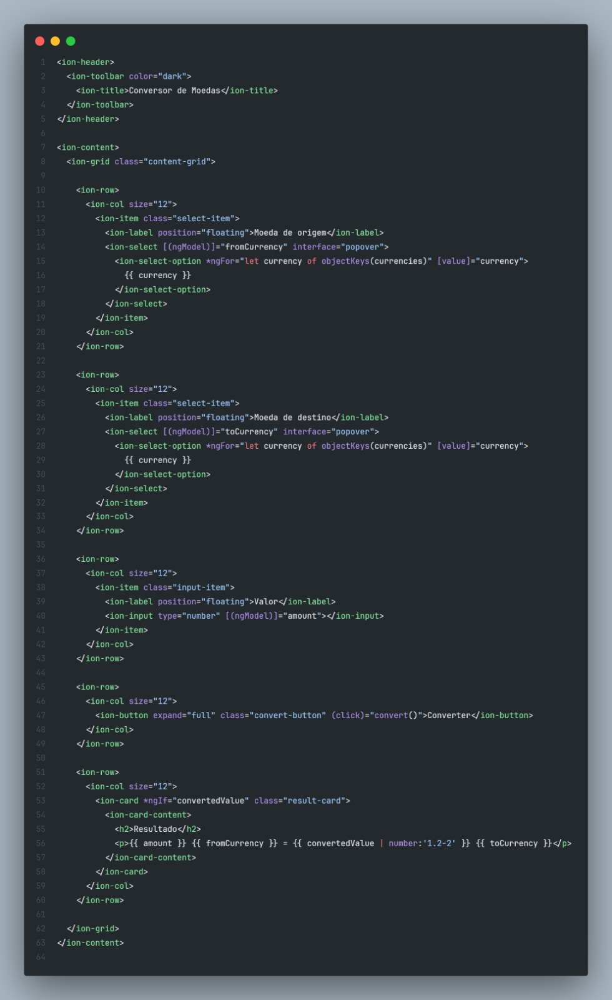 1 <ion-header>
2   <ion-toolbar color="dark">
3     <ion-title>Conversor de Moedas</ion-title>
4   </ion-toolbar>
5 </ion-header>
6
7 <ion-content>
8   <ion-grid class="content-grid">
9
10     <ion-row>
11       <ion-col size="12">
12         <ion-item class="select-item">
13           <ion-label position="floating">Moeda de origem</ion-label>
14           <ion-select [(ngModel)]="fromCurrency" interface="popover">
15             <ion-select-option *ngFor="let currency of objectKeys(currencies)" [value]="currency">
16               {{ currency }}
17             </ion-select-option>
18           </ion-select>
19         </ion-item>
20       </ion-col>
21     </ion-row>
22
23     <ion-row>
24       <ion-col size="12">
25         <ion-item class="select-item">
26           <ion-label position="floating">Moeda de destino</ion-label>
27           <ion-select [(ngModel)]="toCurrency" interface="popover">
28             <ion-select-option *ngFor="let currency of objectKeys(currencies)" [value]="currency">
29               {{ currency }}
30             </ion-select-option>
31           </ion-select>
32         </ion-item>
33       </ion-col>
34     </ion-row>
35
36     <ion-row>
37       <ion-col size="12">
38         <ion-item class="input-item">
39           <ion-label position="floating">Valor</ion-label>
40           <ion-input type="number" [(ngModel)]="amount"></ion-input>
41         </ion-item>
42       </ion-col>
43     </ion-row>
44
45     <ion-row>
46       <ion-col size="12">
47         <ion-button expand="full" class="convert-button" (click)="convert()">Converter</ion-button>
48       </ion-col>
49     </ion-row>
50
51     <ion-row>
52       <ion-col size="12">
53         <ion-card *ngIf="convertedValue" class="result-card">
54           <ion-card-content>
55             <h2>Resultado</h2>
56             <p>{{ amount }} {{ fromCurrency }} = {{ convertedValue | number:'1.2-2' }} {{ toCurrency }}</p>
57           </ion-card-content>
58         </ion-card>
59       </ion-col>
60     </ion-row>
61
62   </ion-grid>
63 </ion-content>
64